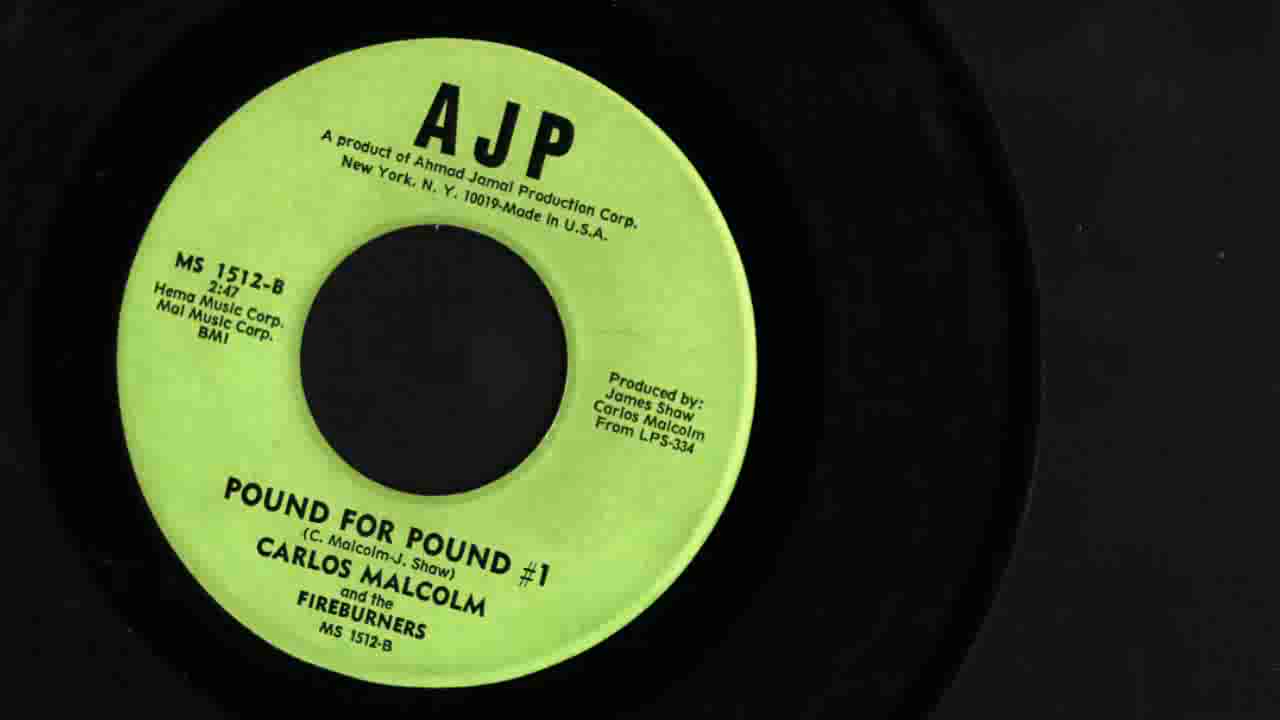 AJP
A product of Ahmad Jamal Production Corp.
New York, N. Y. 10019-Made in U.S.A.
MS 1512-B
2:47
Hema Music Corp.
Mal Music Corp.
BMI
Produced by:
James Shaw
Carlos Malcolm
From LPS-334
POUND FOR POUND #1
(C. Malcolm-J. Shaw)
CARLOS MALCOLM
and the
FIREBURNERS
MS 1512-B